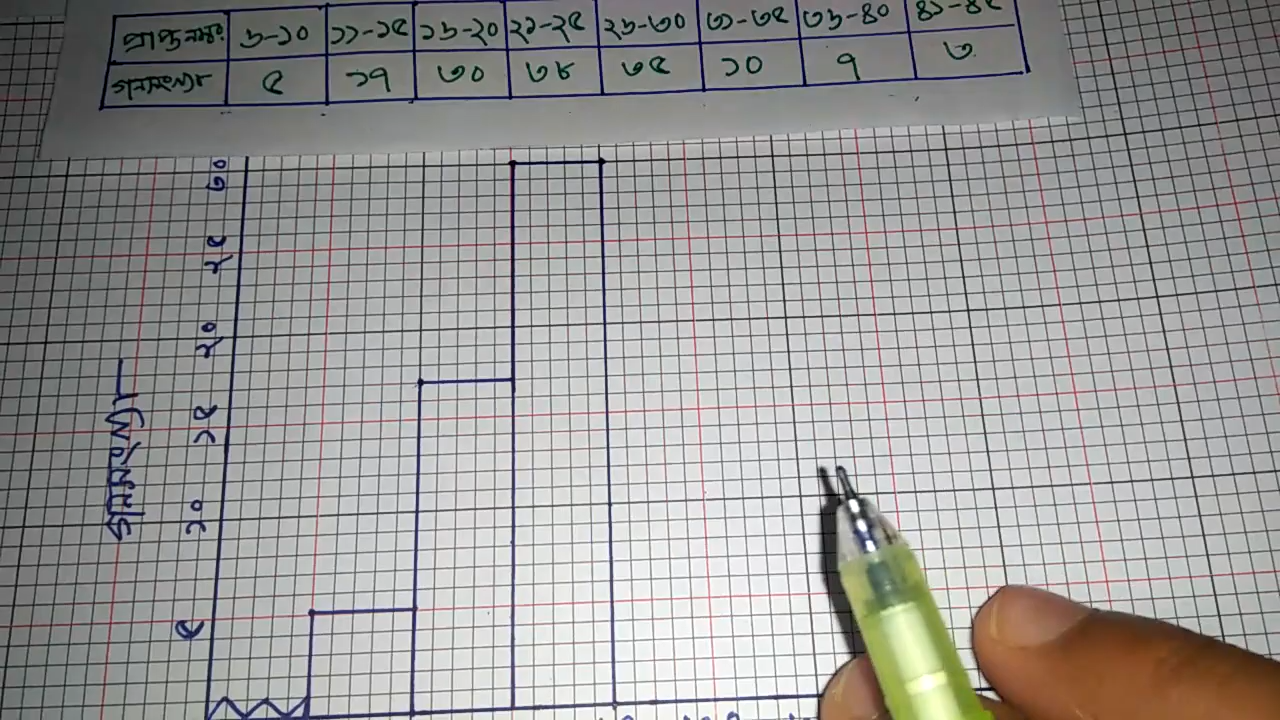 প্রাপ্ত নম্বর ৬-১০ ১১-১৫ ১৬-২০ ২১-২৫ ২৬-৩০ ৩১-৩৫ ৩৬-৪০ ৪১-৪৫
গণসংখ্যা ৫ ১৭ ৩০ ৩৮ ৩৫ ১০ ৭ ৩
৩০
২৫
২০
১৫
১০
৫
গণসংখ্যা